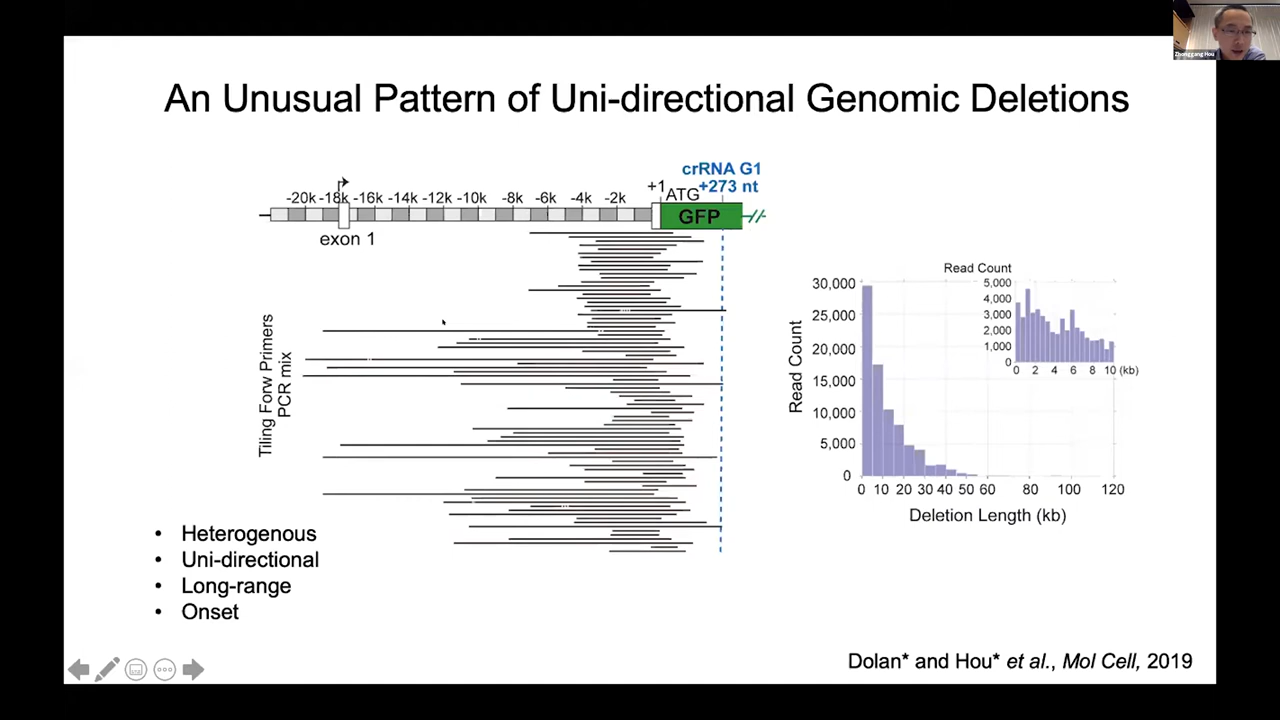 Zhonggang Hou
An Unusual Pattern of Uni-directional Genomic Deletions
crRNA G1
+273 nt
+1
ATG
-20k -18k -16k -14k -12k -10k -8k -6k -4k -2k
GFP
exon 1
Tiling Forw Primers
PCR mix
Read Count
5,000
4,000
3,000
2,000
1,000
0
0 2 4 6 8 10 (kb)
Read Count
30,000
25,000
20,000
15,000
10,000
5,000
0
0 10 20 30 40 50 60 80 100 120
Deletion Length (kb)
• Heterogenous
• Uni-directional
• Long-range
• Onset
Dolan* and Hou* et al., Mol Cell, 2019